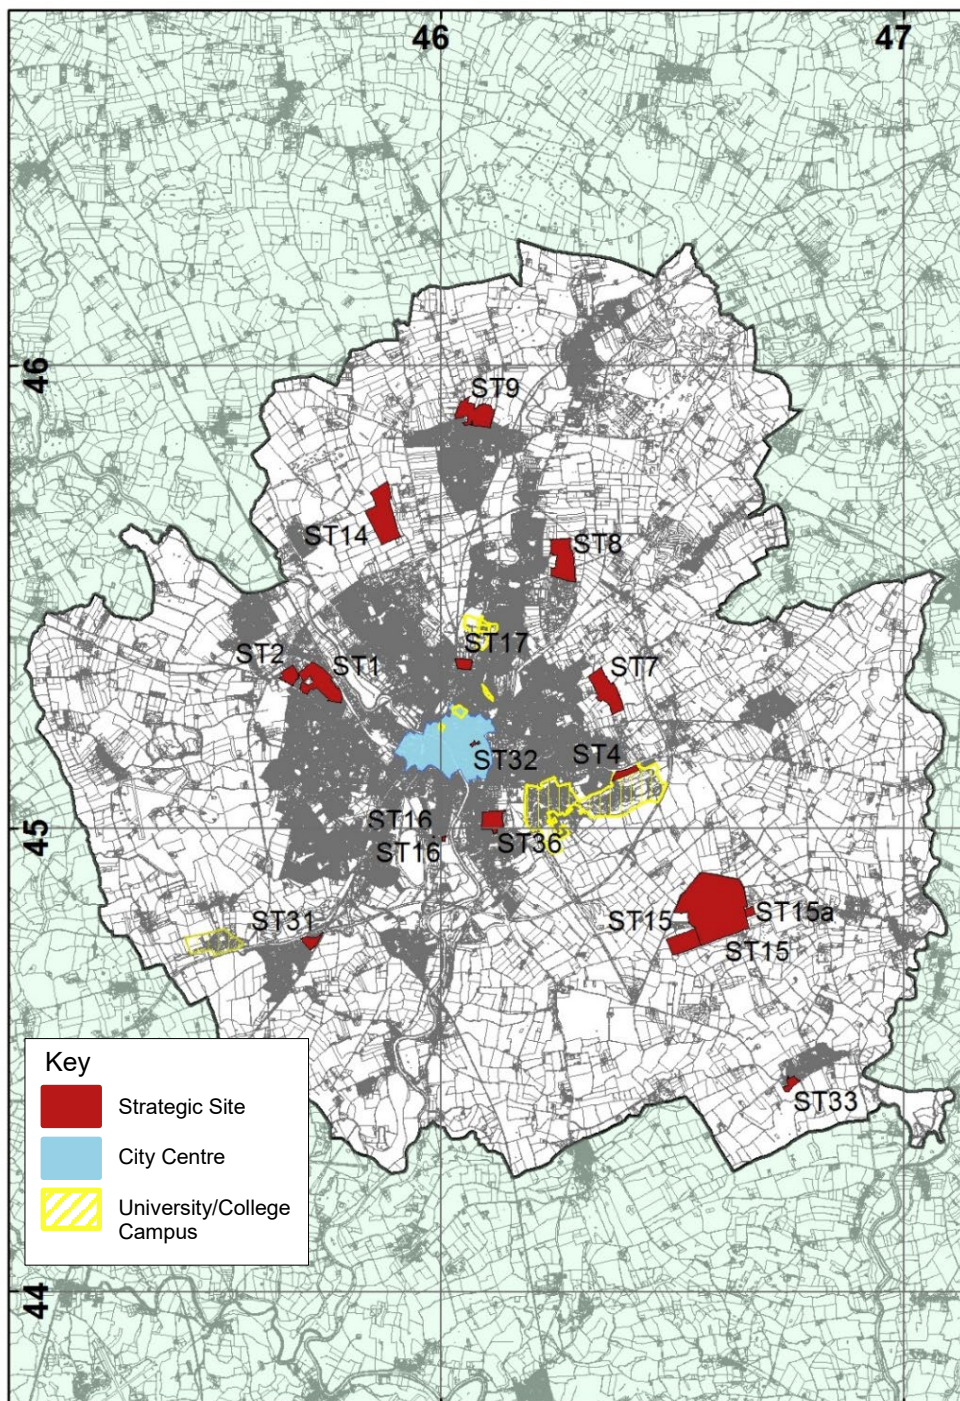 46
47
46
ST9
ST14
ST8
ST17
ST2
ST1
ST7
ST32
ST4
ST16
45
ST16
ST36
ST31
ST15
ST15a
ST15
Key
Strategic Site
City Centre
University/College
Campus
ST33
44